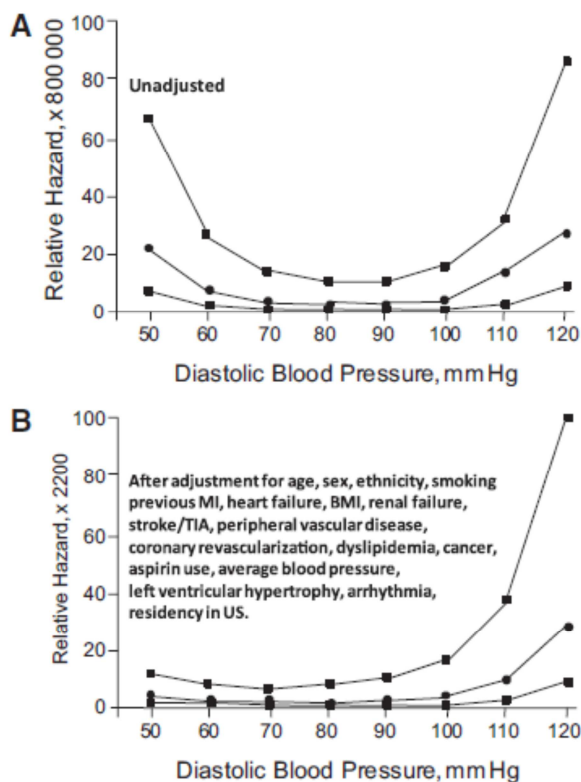 A
Relative Hazard, x 800 000
100
80
60
40
20
0
Unadjusted
50 60 70 80 90 100 110 120
Diastolic Blood Pressure, mm Hg
B
Relative Hazard, x 2200
100
80
60
40
20
0
After adjustment for age, sex, ethnicity, smoking
previous MI, heart failure, BMI, renal failure,
stroke/TIA, peripheral vascular disease,
coronary revascularization, dyslipidemia, cancer,
aspirin use, average blood pressure,
left ventricular hypertrophy, arrhythmia,
residency in US.
50 60 70 80 90 100 110 120
Diastolic Blood Pressure, mm Hg